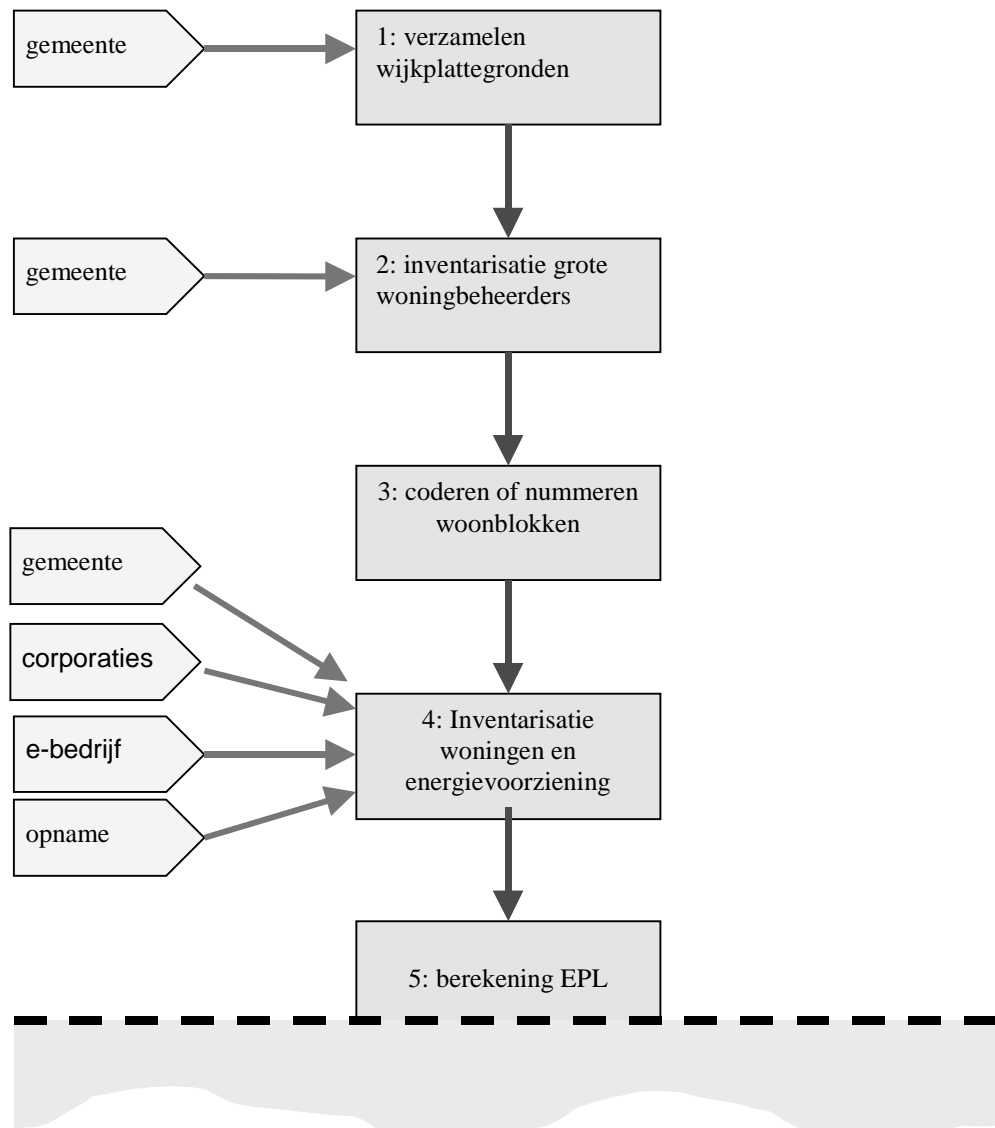 gemeente
1: verzamelen
wijkplattegronden
gemeente
2: inventarisatie grote
woningbeheerders
3: coderen of nummeren
woonblokken
gemeente
corporaties
e-bedrijf
opname
4: Inventarisatie
woningen en
energievoorziening
5: berekening EPL